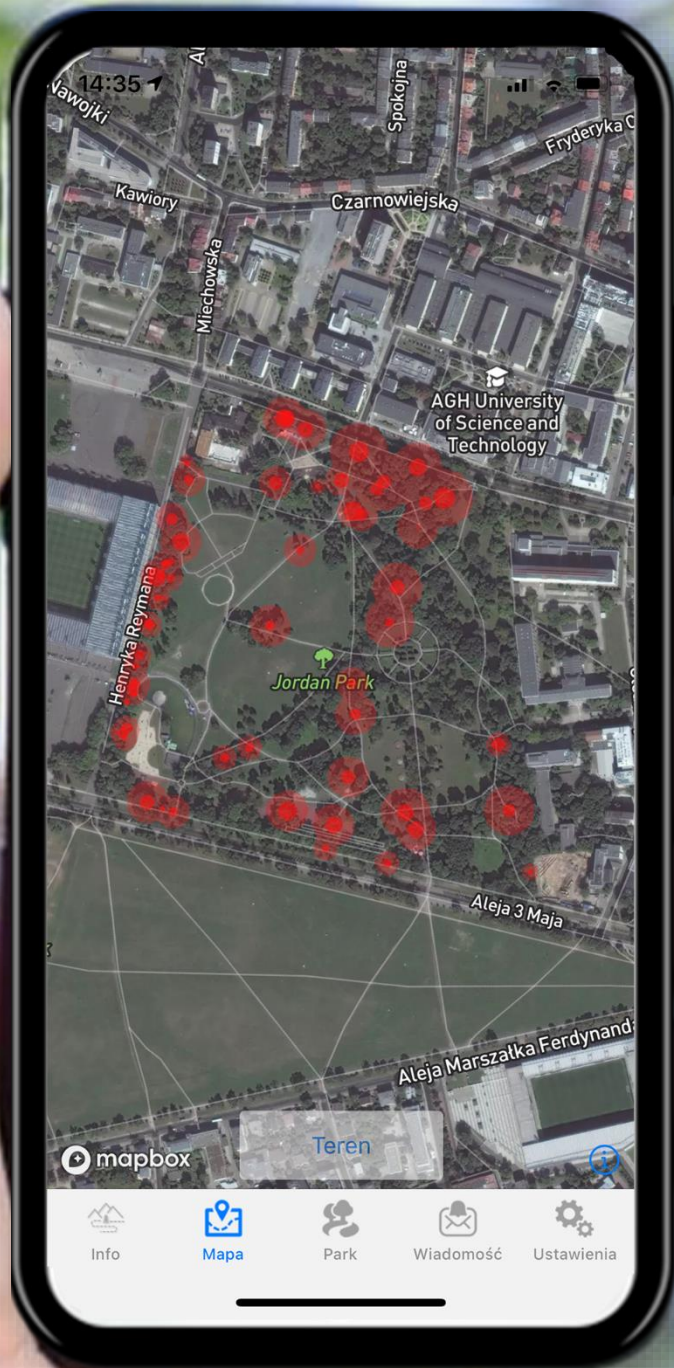 14:35
Al
Nawojki
Spokojna
Fryderyka C
Kawiory
Czarnowiejska
Miechowska
AGH University
of Science and
Technology
Henryka Reymana
Jordan Park
Aleja 3 Maja
Aleja Marszałka Ferdynanda
mapbox
Teren
i
Info
Mapa
Park
Wiadomość
Ustawienia